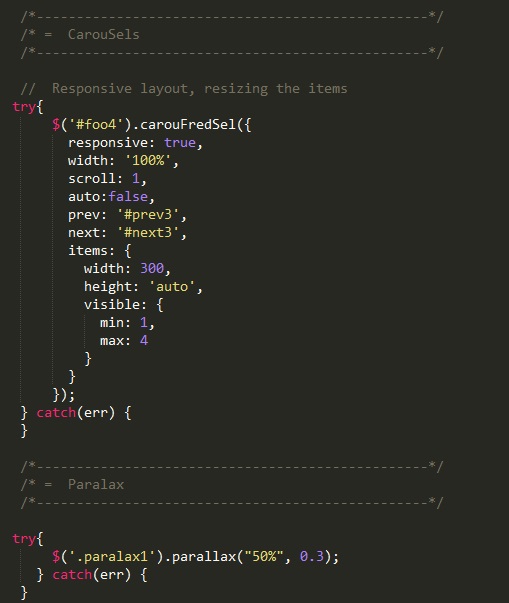 /*-------------------------------------------------*/
/* =  CarouSels
/*-------------------------------------------------*/
//  Responsive layout, resizing the items
try{
     $('#foo4').carouFredSel({
       responsive: true,
       width: '100%',
       scroll: 1,
       auto:false,
       prev: '#prev3',
       next: '#next3',
       items: {
         width: 300,
         height: 'auto',
         visible: {
           min: 1,
           max: 4
         }
       }
     });
 } catch(err) {
 }
/*-------------------------------------------------*/
/* =  Paralax
/*-------------------------------------------------*/
try{
     $('.paralax1').parallax("50%", 0.3);
   } catch(err) {
 }